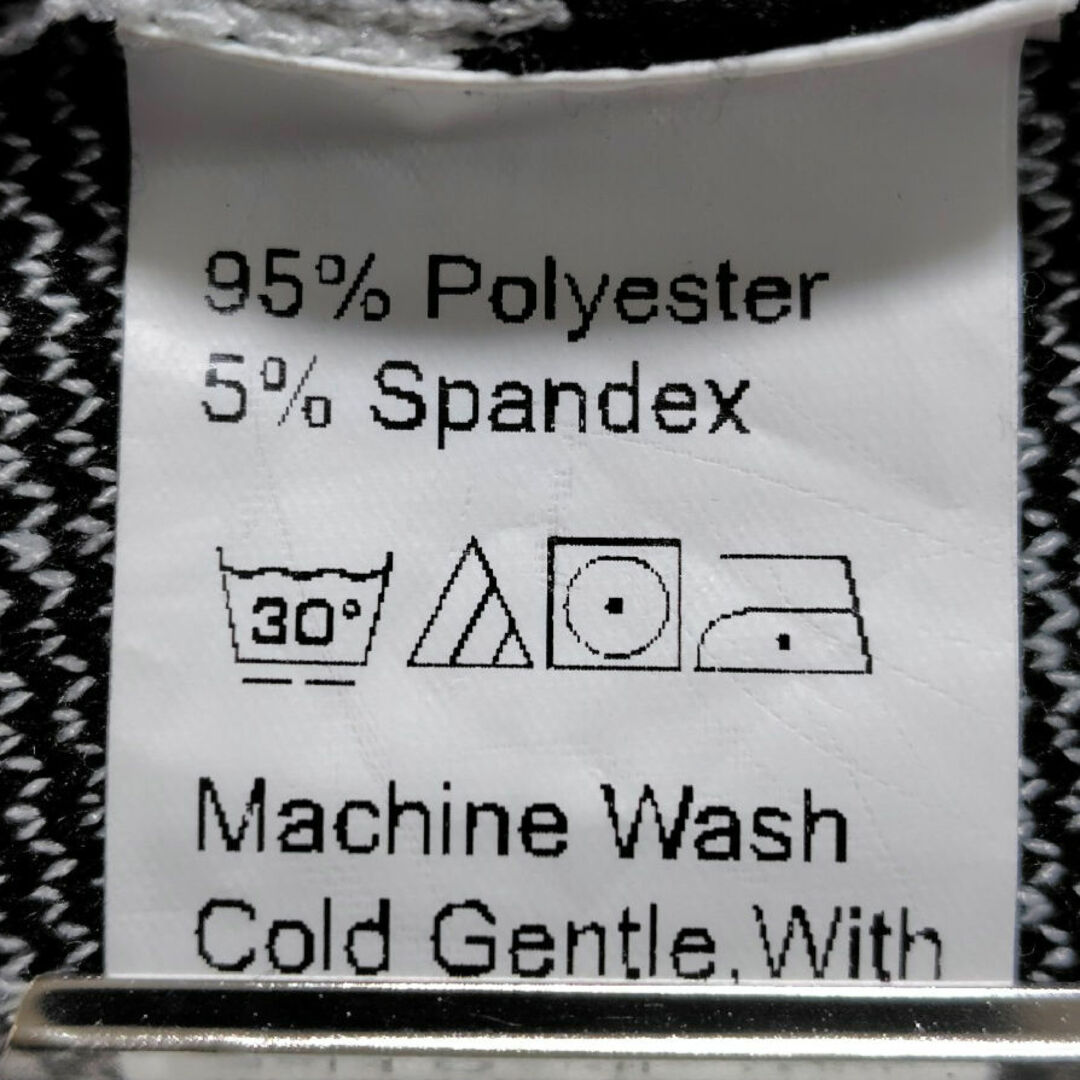 95% Polyester
5% Spandex
30°
Machine Wash
Cold Gentle,With